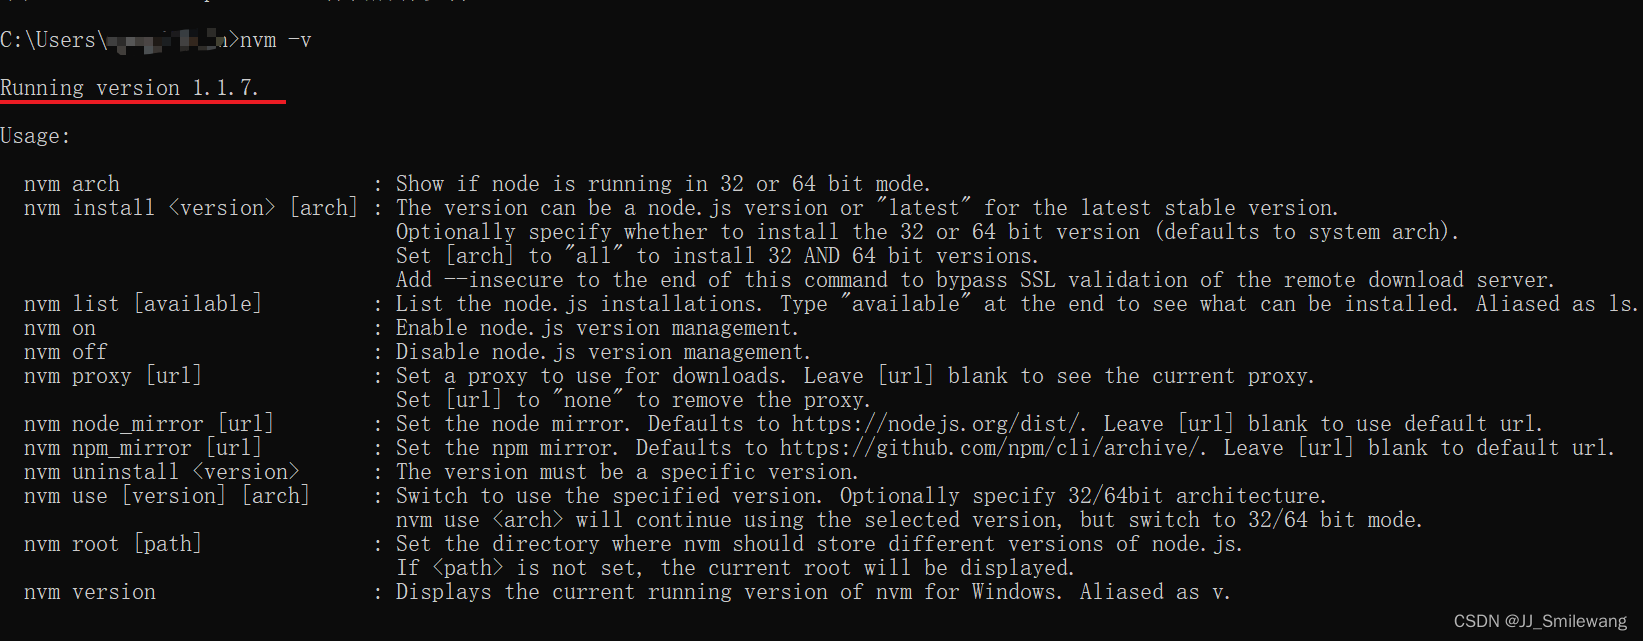 C:\Users\ >nvm -v
Running version 1.1.7.
Usage:
nvm arch : Show if node is running in 32 or 64 bit mode.
nvm install <version> [arch] : The version can be a node.js version or "latest" for the latest stable version.
Optionally specify whether to install the 32 or 64 bit version (defaults to system arch).
Set [arch] to "all" to install 32 AND 64 bit versions.
Add --insecure to the end of this command to bypass SSL validation of the remote download server.
nvm list [available] : List the node.js installations. Type "available" at the end to see what can be installed. Aliased as ls.
nvm on : Enable node.js version management.
nvm off : Disable node.js version management.
nvm proxy [url] : Set a proxy to use for downloads. Leave [url] blank to see the current proxy.
Set [url] to "none" to remove the proxy.
nvm node_mirror [url] : Set the node mirror. Defaults to https://nodejs.org/dist/. Leave [url] blank to use default url.
nvm npm_mirror [url] : Set the npm mirror. Defaults to https://github.com/npm/cli/archive/. Leave [url] blank to default url.
nvm uninstall <version> : The version must be a specific version.
nvm use [version] [arch] : Switch to use the specified version. Optionally specify 32/64bit architecture.
nvm use <arch> will continue using the selected version, but switch to 32/64 bit mode.
nvm root [path] : Set the directory where nvm should store different versions of node.js.
If <path> is not set, the current root will be displayed.
nvm version : Displays the current running version of nvm for Windows. Aliased as v.
CSDN @JJ_Smilewang